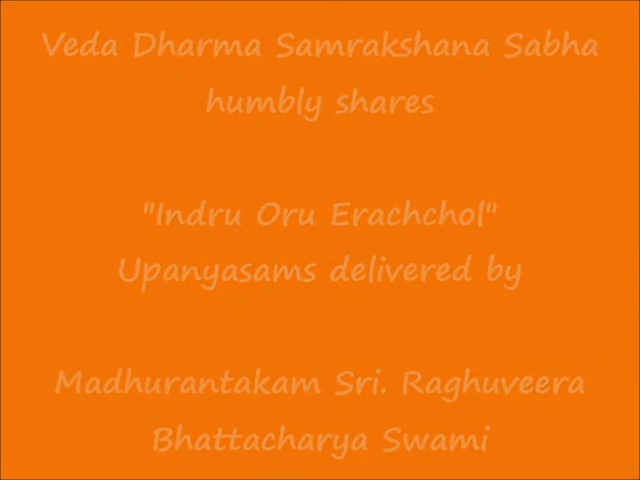 Veda Dharma Samrakshana Sabha
humbly shares
"Indru Oru Erachchol"
Upanyasams delivered by
Madhurantakam Sri. Raghuveera
Bhattacharya Swami